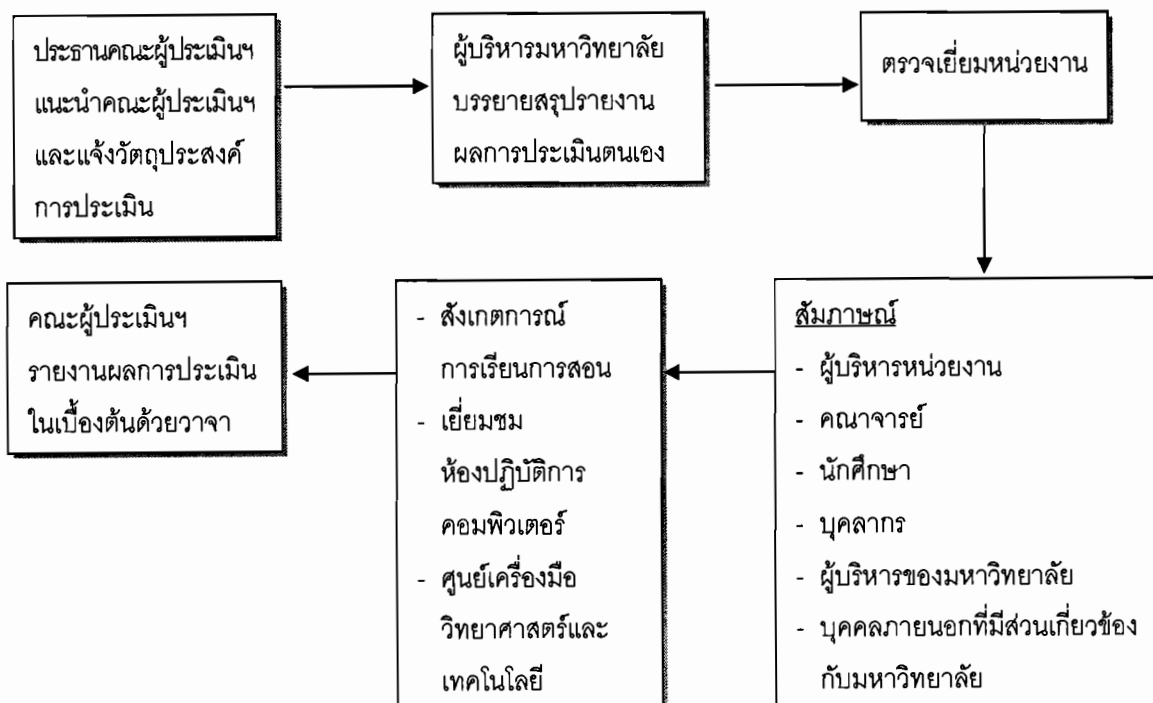 ประธานคณะผู้ประเมินฯ
แนะนำคณะผู้ประเมินฯ
และแจ้งวัตถุประสงค์
การประเมิน
ผู้บริหารมหาวิทยาลัย
บรรยายสรุปรายงาน
ผลการประเมินตนเอง
ตรวจเยี่ยมหน่วยงาน
สัมภาษณ์
- ผู้บริหารหน่วยงาน
- คณาจารย์
- นักศึกษา
- บุคลากร
- ผู้บริหารของมหาวิทยาลัย
- บุคคลภายนอกที่มีส่วนเกี่ยวข้อง
กับมหาวิทยาลัย
- สังเกตการณ์
การเรียนการสอน
- เยี่ยมชม
ห้องปฏิบัติการ
คอมพิวเตอร์
- ศูนย์เครื่องมือ
วิทยาศาสตร์และ
เทคโนโลยี
คณะผู้ประเมินฯ
รายงานผลการประเมิน
ในเบื้องต้นด้วยวาจา